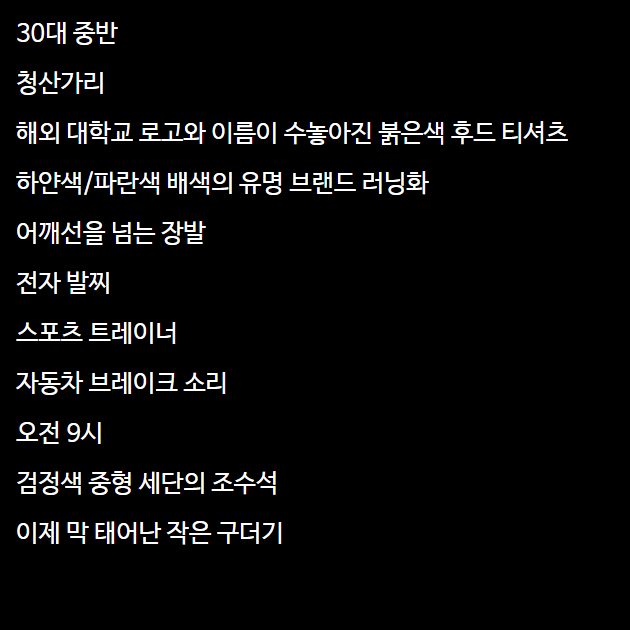 30대 중반
청산가리
해외 대학교 로고와 이름이 수놓아진 붉은색 후드 티셔츠
하얀색/파란색 배색의 유명 브랜드 러닝화
어깨선을 넘는 장발
전자 발찌
스포츠 트레이너
자동차 브레이크 소리
오전 9시
검정색 중형 세단의 조수석
이제 막 태어난 작은 구더기